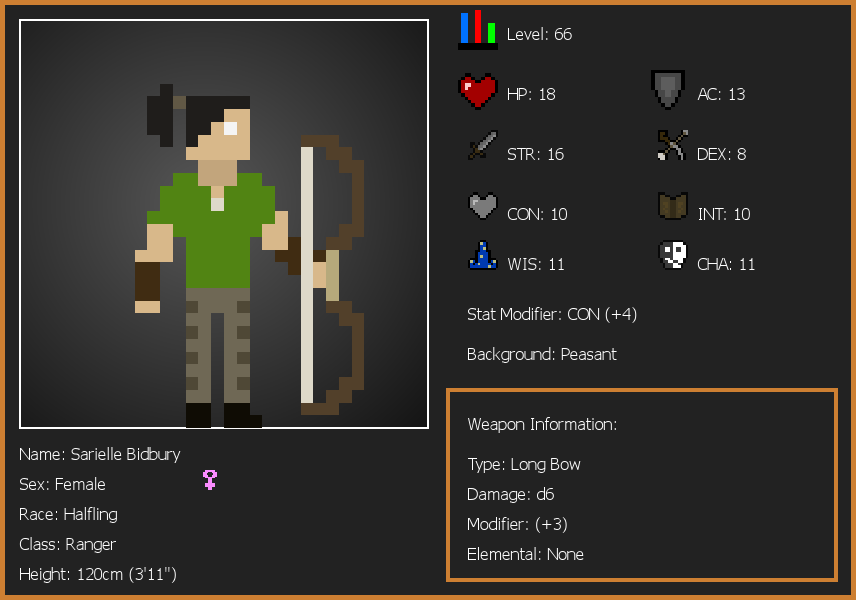 Level: 66
HP: 18
AC: 13
STR: 16
DEX: 8
CON: 10
INT: 10
WIS: 11
CHA: 11
Stat Modifier: CON (+4)
Background: Peasant
Weapon Information:
Type: Long Bow
Damage: d6
Modifier: (+3)
Elemental: None
Name: Sarielle Bidbury
Sex: Female
Race: Halfling
Class: Ranger
Height: 120cm (3'11")